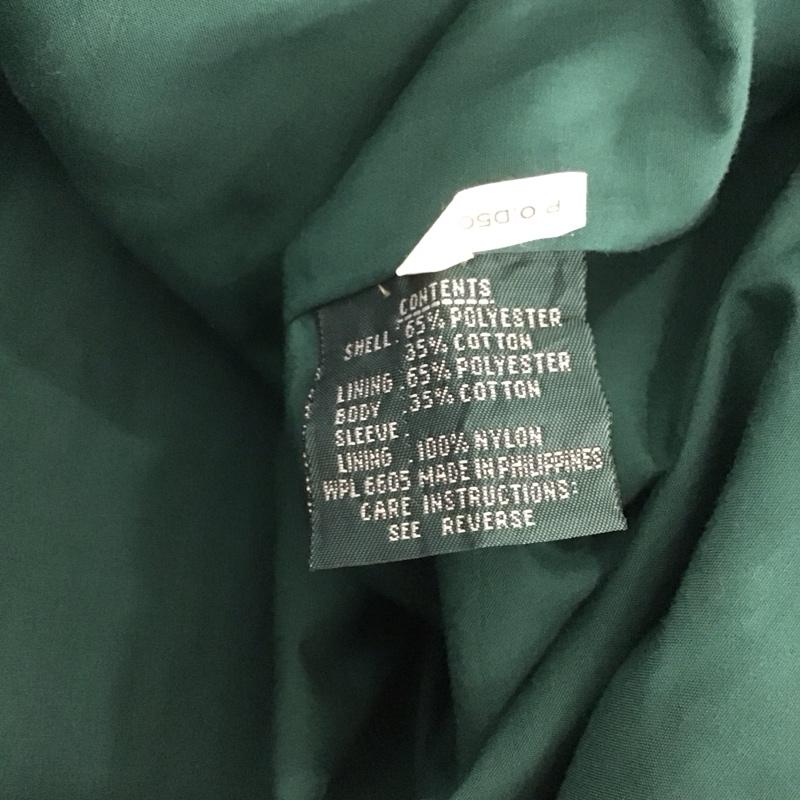 P.O.D50
CONTENTS
SHELL: 65% POLYESTER
35% COTTON
LINING : 65% POLYESTER
BODY : 35% COTTON
SLEEVE :
LINING : 100% NYLON
WPL 6605 MADE IN PHILIPPINES
CARE INSTRUCTIONS:
SEE REVERSE